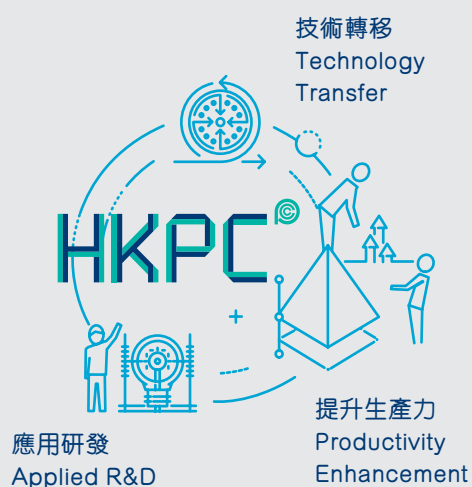 技術轉移
Technology
Transfer
HKPC
應用研發
Applied R&D
提升生產力
Productivity
Enhancement